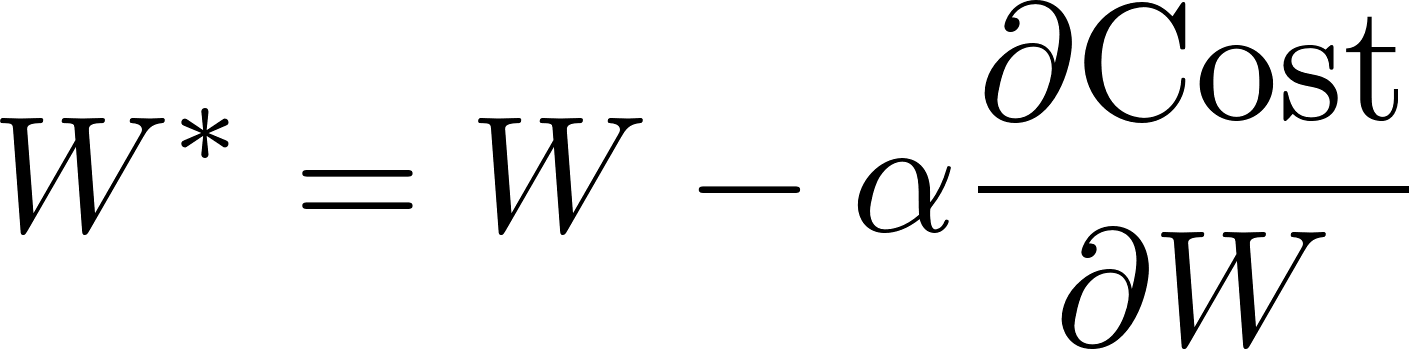 W* = W − α ∂Cost/∂W